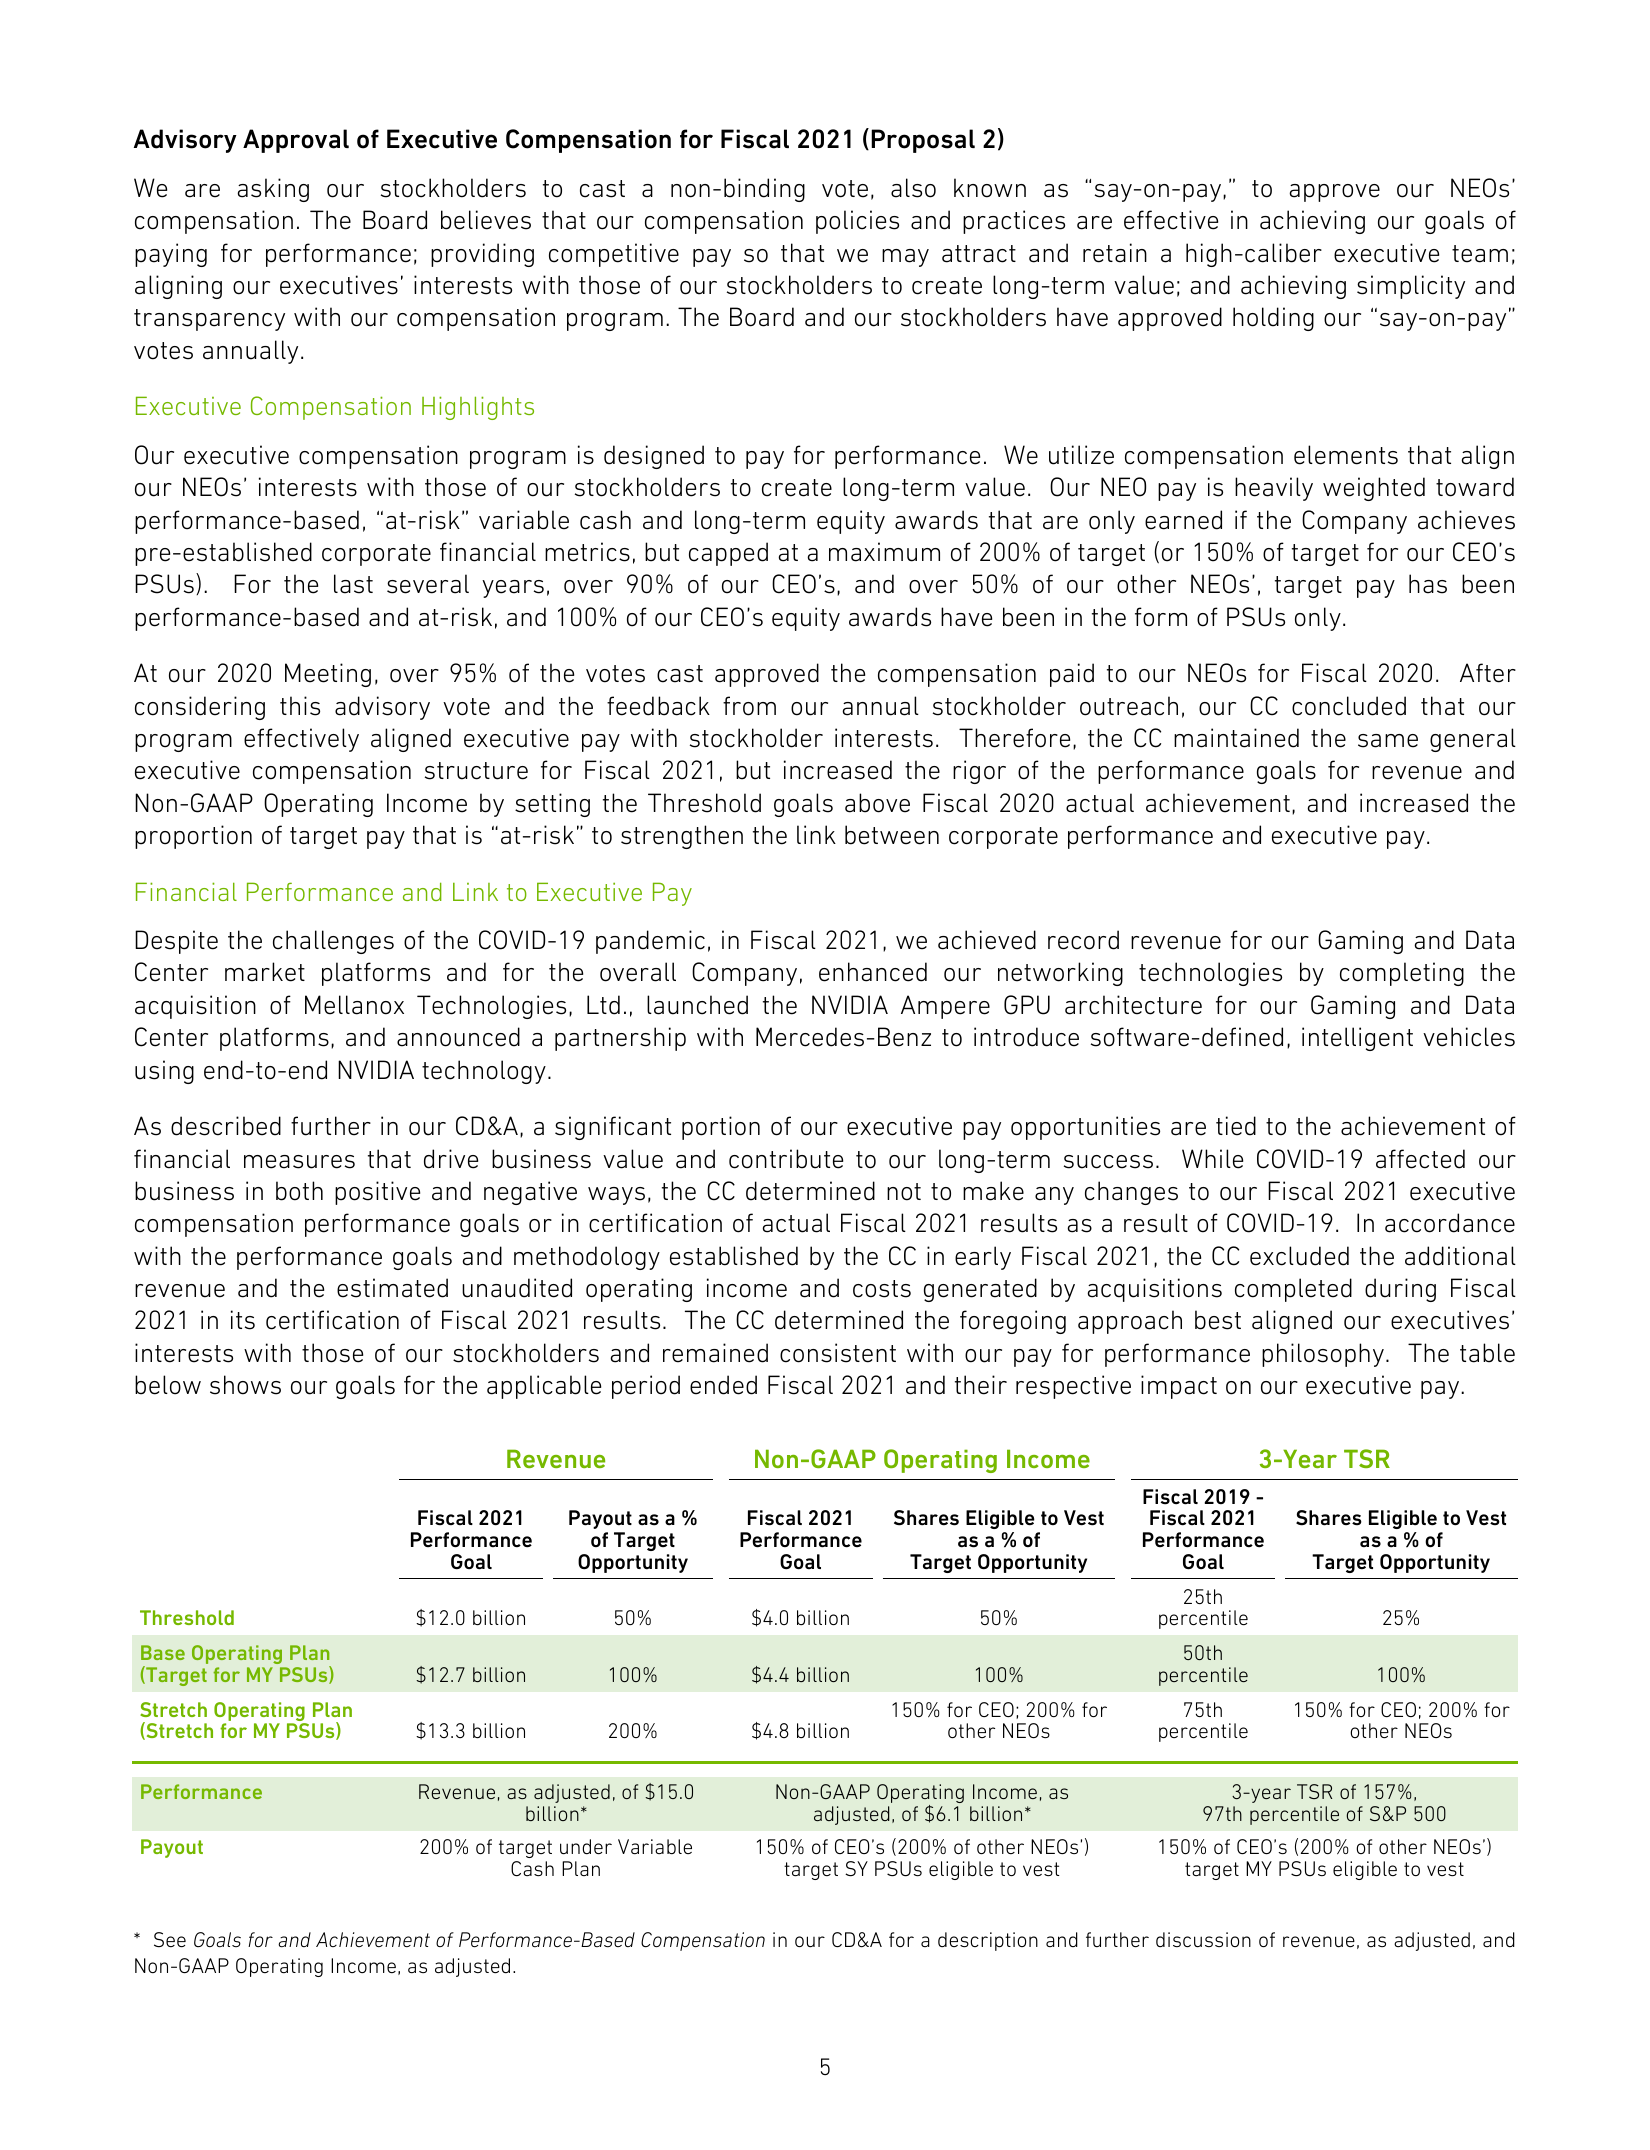 Advisory Approval of Executive Compensation for Fiscal 2021 (Proposal 2)
We are asking our stockholders to cast a non-binding vote, also known as “say-on-pay,” to approve our NEOs’
compensation. The Board believes that our compensation policies and practices are effective in achieving our goals of
paying for performance; providing competitive pay so that we may attract and retain a high-caliber executive team;
aligning our executives’ interests with those of our stockholders to create long-term value; and achieving simplicity and
transparency with our compensation program. The Board and our stockholders have approved holding our “say-on-pay”
votes annually.
Executive Compensation Highlights
Our executive compensation program is designed to pay for performance. We utilize compensation elements that align
our NEOs’ interests with those of our stockholders to create long-term value. Our NEO pay is heavily weighted toward
performance-based, “at-risk” variable cash and long-term equity awards that are only earned if the Company achieves
pre-established corporate financial metrics, but capped at a maximum of 200% of target (or 150% of target for our CEO’s
PSUs). For the last several years, over 90% of our CEO’s, and over 50% of our other NEOs’, target pay has been
performance-based and at-risk, and 100% of our CEO’s equity awards have been in the form of PSUs only.
At our 2020 Meeting, over 95% of the votes cast approved the compensation paid to our NEOs for Fiscal 2020. After
considering this advisory vote and the feedback from our annual stockholder outreach, our CC concluded that our
program effectively aligned executive pay with stockholder interests. Therefore, the CC maintained the same general
executive compensation structure for Fiscal 2021, but increased the rigor of the performance goals for revenue and
Non-GAAP Operating Income by setting the Threshold goals above Fiscal 2020 actual achievement, and increased the
proportion of target pay that is “at-risk” to strengthen the link between corporate performance and executive pay.
Financial Performance and Link to Executive Pay
Despite the challenges of the COVID-19 pandemic, in Fiscal 2021, we achieved record revenue for our Gaming and Data
Center market platforms and for the overall Company, enhanced our networking technologies by completing the
acquisition of Mellanox Technologies, Ltd., launched the NVIDIA Ampere GPU architecture for our Gaming and Data
Center platforms, and announced a partnership with Mercedes-Benz to introduce software-defined, intelligent vehicles
using end-to-end NVIDIA technology.
As described further in our CD&A, a significant portion of our executive pay opportunities are tied to the achievement of
financial measures that drive business value and contribute to our long-term success. While COVID-19 affected our
business in both positive and negative ways, the CC determined not to make any changes to our Fiscal 2021 executive
compensation performance goals or in certification of actual Fiscal 2021 results as a result of COVID-19. In accordance
with the performance goals and methodology established by the CC in early Fiscal 2021, the CC excluded the additional
revenue and the estimated unaudited operating income and costs generated by acquisitions completed during Fiscal
2021 in its certification of Fiscal 2021 results. The CC determined the foregoing approach best aligned our executives’
interests with those of our stockholders and remained consistent with our pay for performance philosophy. The table
below shows our goals for the applicable period ended Fiscal 2021 and their respective impact on our executive pay.
Revenue Non-GAAP Operating Income 3-Year TSR
Fiscal 2019 -
Fiscal 2021 Payout as a % Fiscal 2021 Shares Eligible to Vest Fiscal 2021 Shares Eligible to Vest
Performance of Target Performance as a % of Performance as a % of
Goal Opportunity Goal Target Opportunity Goal Target Opportunity
25th
Threshold $12.0 billion 50% $4.0 billion 50% percentile 25%
Base Operating Plan 50th
(Target for MY PSUs) $12.7 billion 100% $4.4 billion 100% percentile 100%
Stretch Operating Plan 150% for CEO; 200% for 75th 150% for CEO; 200% for
(Stretch for MY PSUs) $13.3 billion 200% $4.8 billion other NEOs percentile other NEOs
Performance Revenue, as adjusted, of $15.0 Non-GAAP Operating Income, as 3-year TSR of 157%,
billion* adjusted, of $6.1 billion* 97th percentile of S&P 500
Payout 200% of target under Variable 150% of CEO’s (200% of other NEOs’) 150% of CEO’s (200% of other NEOs’)
Cash Plan target SY PSUs eligible to vest target MY PSUs eligible to vest
* See Goals for and Achievement of Performance-Based Compensation in our CD&A for a description and further discussion of revenue, as adjusted, and
Non-GAAP Operating Income, as adjusted.
5